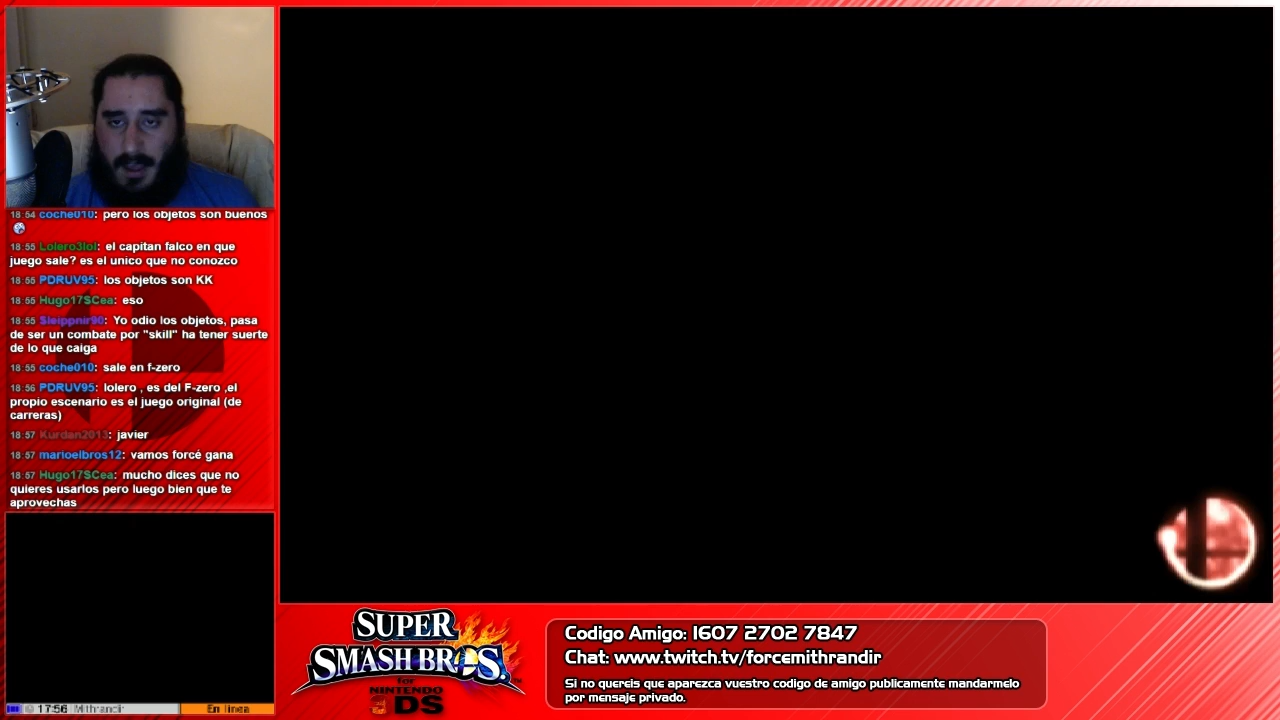 18:54 coche010: pero los objetos son buenos
18:55 Lolero3lol: el capitan falco en que
juego sale? es el unico que no conozco
18:55 PDRUV95: los objetos son KK
18:55 Hugo17SCea: eso
18:55 Sleippnir90: Yo odio los objetos, pasa
de ser un combate por "skill" ha tener suerte
de lo que caiga
18:55 coche010: sale en f-zero
18:56 PDRUV95: lolero , es del F-zero ,el
propio escenario es el juego original (de
carreras)
18:57 Kurdan2013: javier
18:57 marioelbros12: vamos forcé gana
18:57 Hugo17SCea: mucho dices que no
quieres usarlos pero luego bien que te
aprovechas
17:56 Mithrandir
En línea
SUPER
SMASH BROS.
for
NINTENDO
3DS
Codigo Amigo: 1607 2702 7847
Chat: www.twitch.tv/forcemithrandir
Si no quereis que aparezca vuestro codigo de amigo publicamente mandarmelo
por mensaje privado.